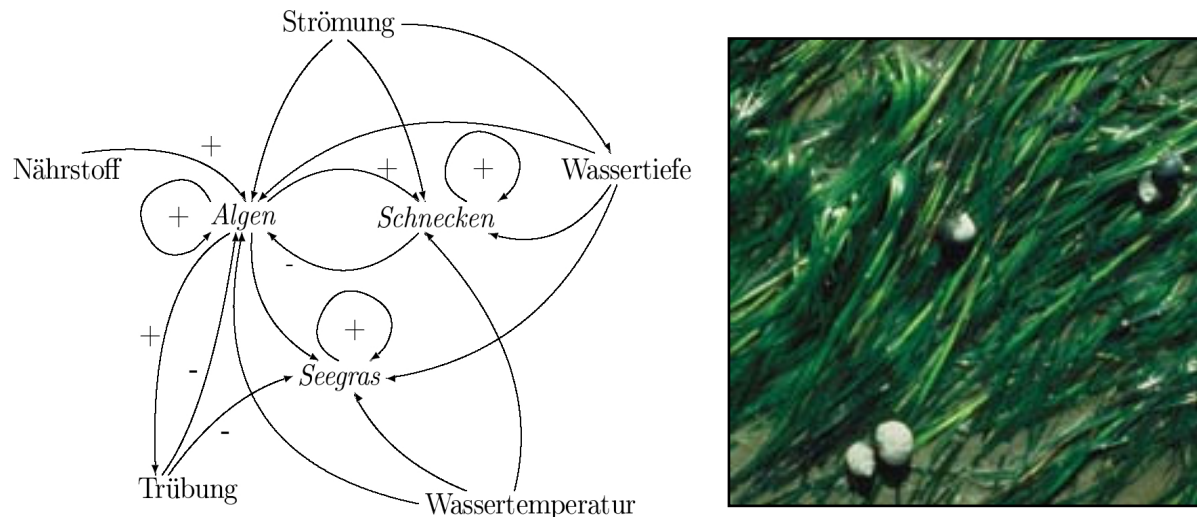 Strömung
Nährstoff
+
+
+
Wassertiefe
+
Algen
Schnecken
-
+
+
-
Seegras
-
Trübung
Wassertemperatur